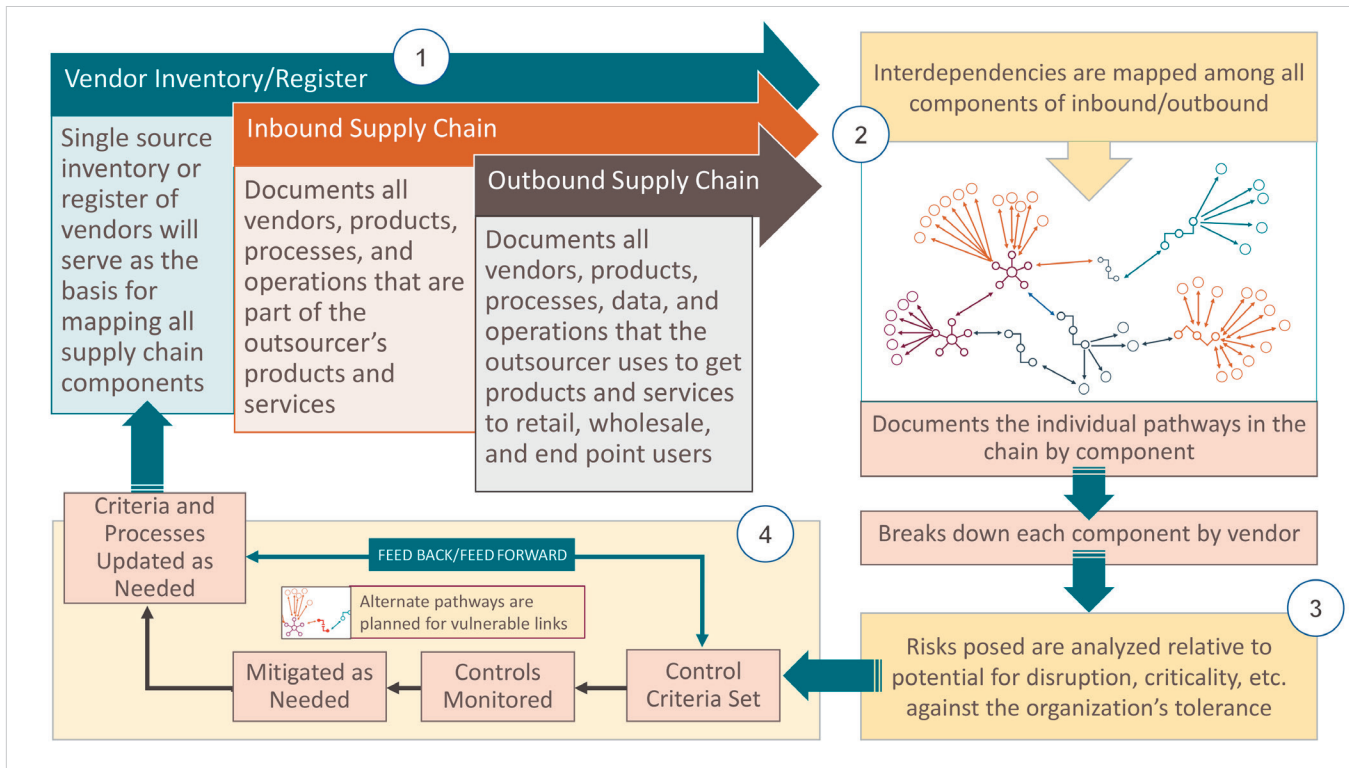 1
Vendor Inventory/Register
Single source
inventory or
register of
vendors will
serve as the
basis for
mapping all
supply chain
components
Inbound Supply Chain
Documents all
vendors, products,
processes, and
operations that are
part of the
outsourcer’s
products and
services
Outbound Supply Chain
Documents all
vendors, products,
processes, data, and
operations that the
outsourcer uses to get
products and services
to retail, wholesale,
and end point users
2
Interdependencies are mapped among all
components of inbound/outbound
Documents the individual pathways in the
chain by component
Breaks down each component by vendor
3
Risks posed are analyzed relative to
potential for disruption, criticality, etc.
against the organization’s tolerance
4
Control
Criteria Set
Controls
Monitored
Mitigated as
Needed
Criteria and
Processes
Updated as
Needed
FEED BACK/FEED FORWARD
Alternate pathways are
planned for vulnerable links